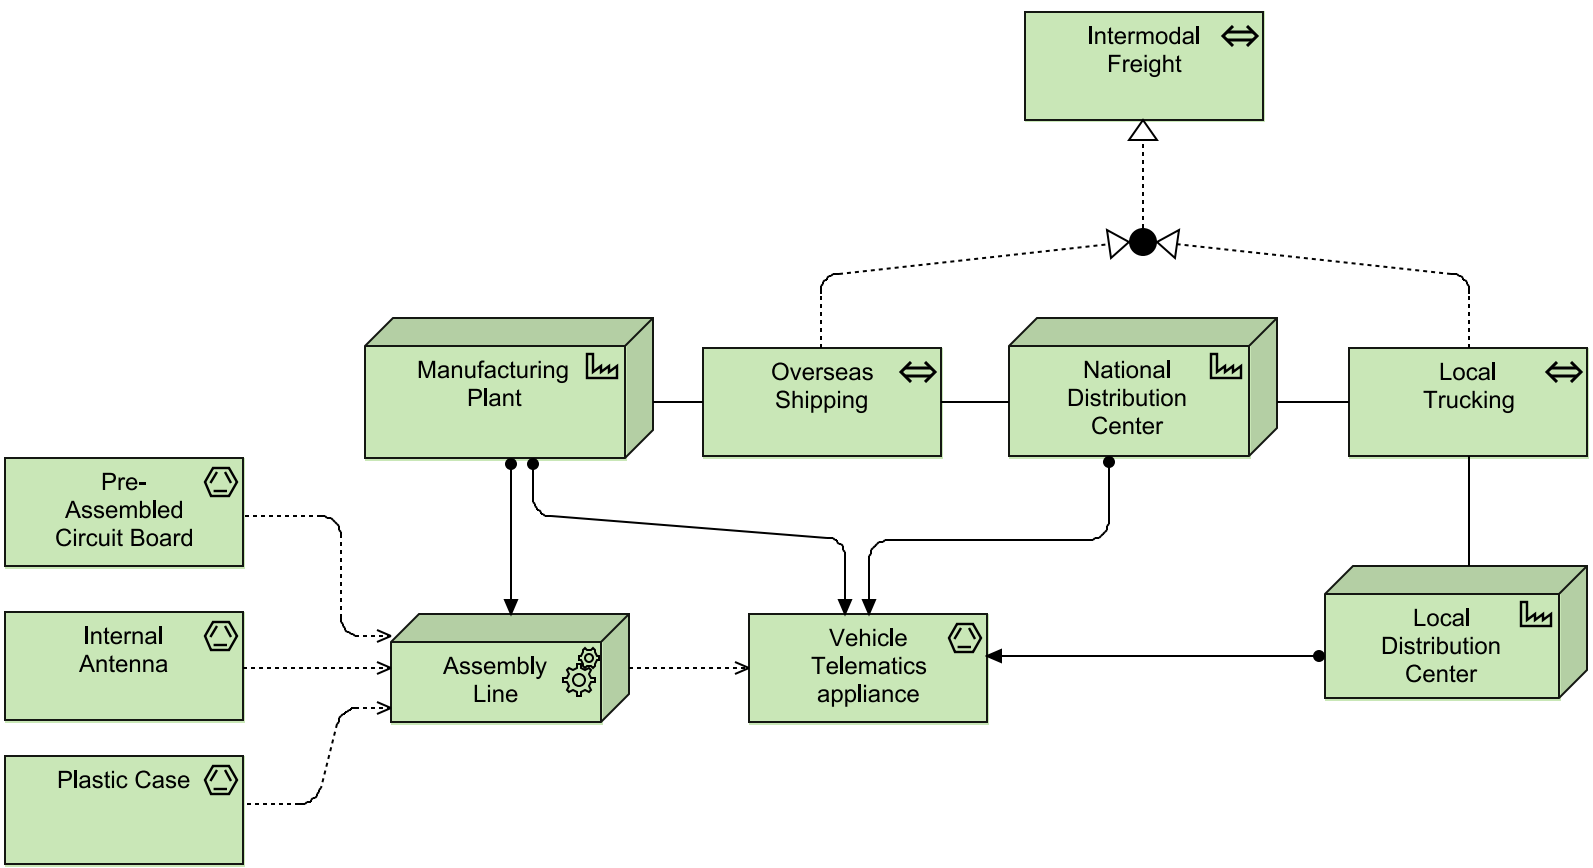 Intermodal
Freight
Manufacturing
Plant
Overseas
Shipping
National
Distribution
Center
Local
Trucking
Pre-
Assembled
Circuit Board
Internal
Antenna
Assembly
Line
Vehicle
Telematics
appliance
Local
Distribution
Center
Plastic Case